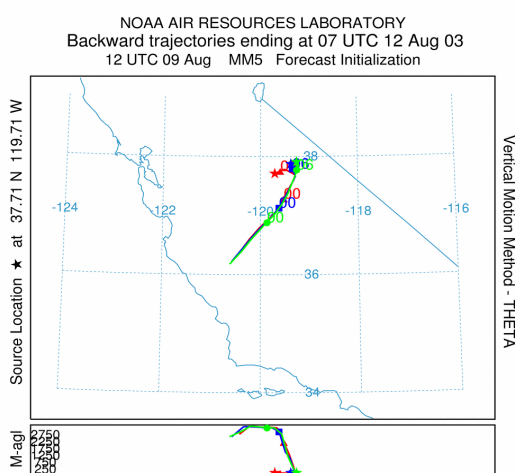 NOAA AIR RESOURCES LABORATORY
Backward trajectories ending at 07 UTC 12 Aug 03
12 UTC 09 Aug MM5 Forecast Initialization
Source Location ★ at 37.71 N 119.71 W
Vertical Motion Method - THETA
38
-124
-122
-120
-118
-116
00
00
36
34
M-agl
2750
2250
1750
1250
750
250